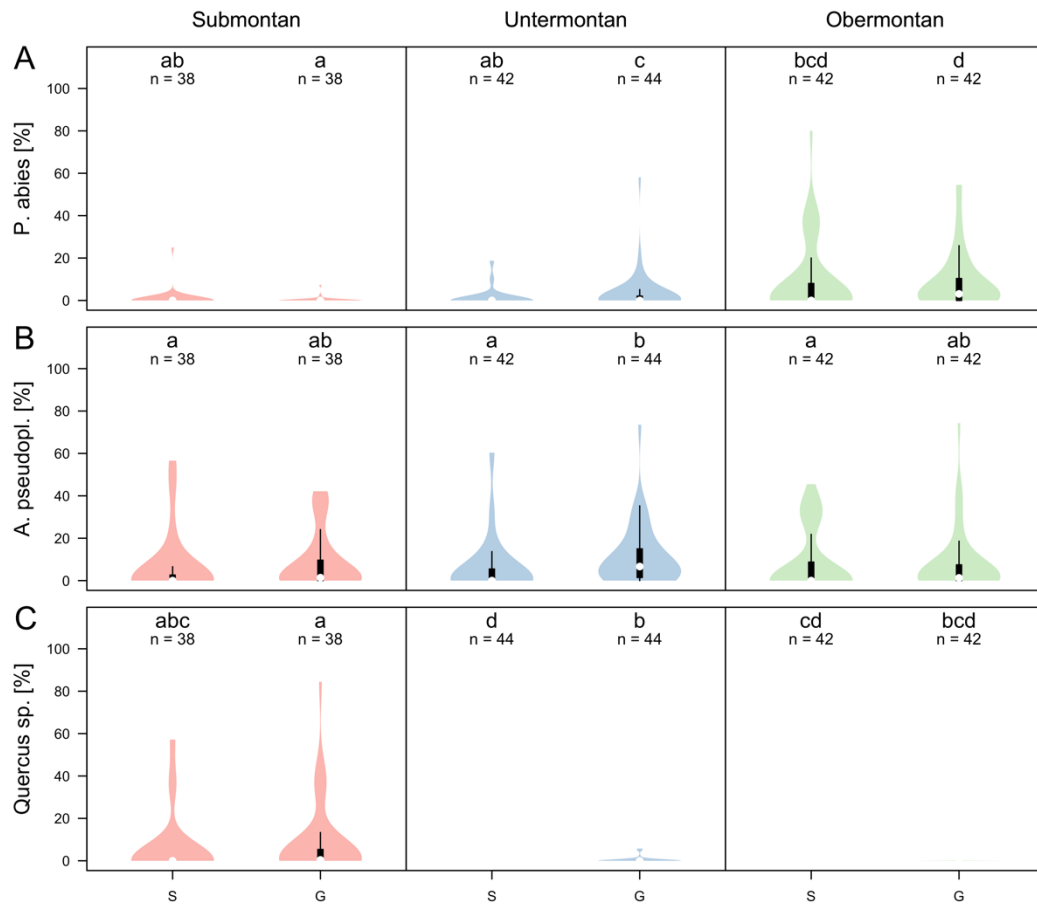 Submontan Untermontan Obermontan
A
ab a ab c bcd d
n = 38 n = 38 n = 42 n = 44 n = 42 n = 42
P. abies [%]
100
80
60
40
20
0
B
a ab a b a ab
n = 38 n = 38 n = 42 n = 44 n = 42 n = 42
A. pseudopl. [%]
100
80
60
40
20
0
C
abc a d b cd bcd
n = 38 n = 38 n = 44 n = 44 n = 42 n = 42
Quercus sp. [%]
100
80
60
40
20
0
S G S G S G